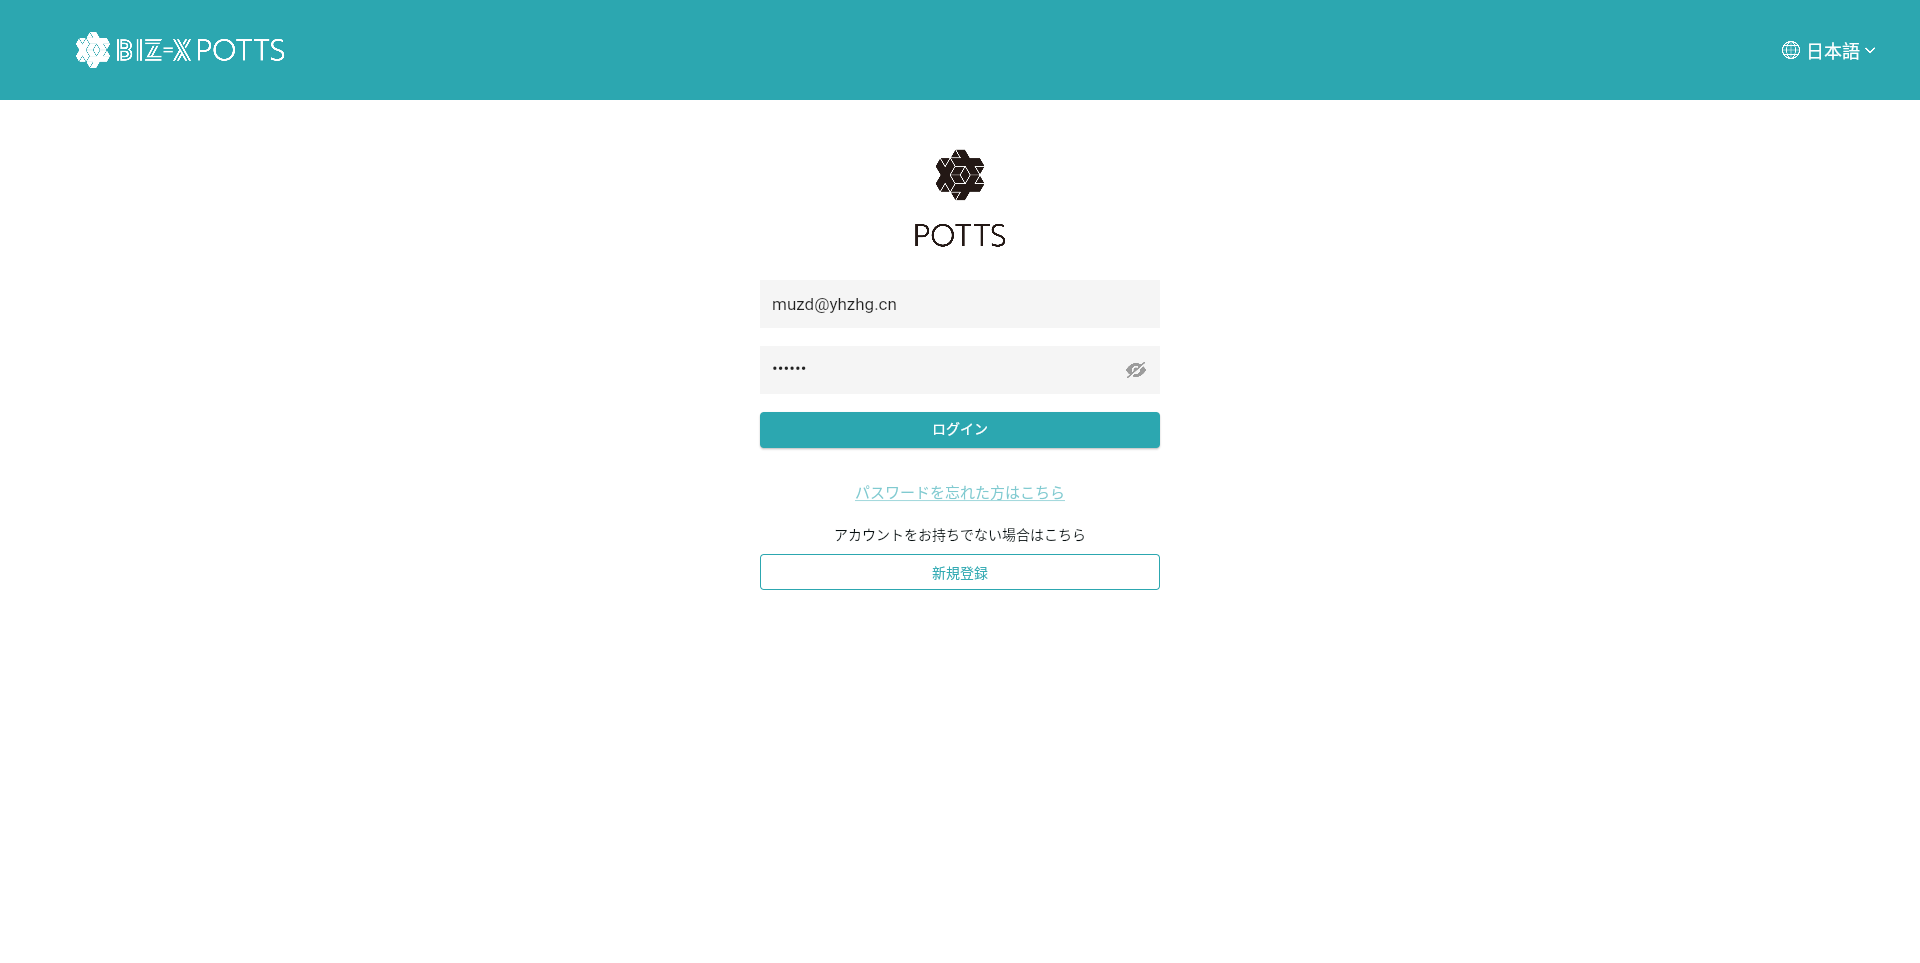 BIZ-X POTTS
日本語
POTTS
muzd@yhzhg.cn
••••••
ログイン
パスワードを忘れた方はこちら
アカウントをお持ちでない場合はこちら
新規登録